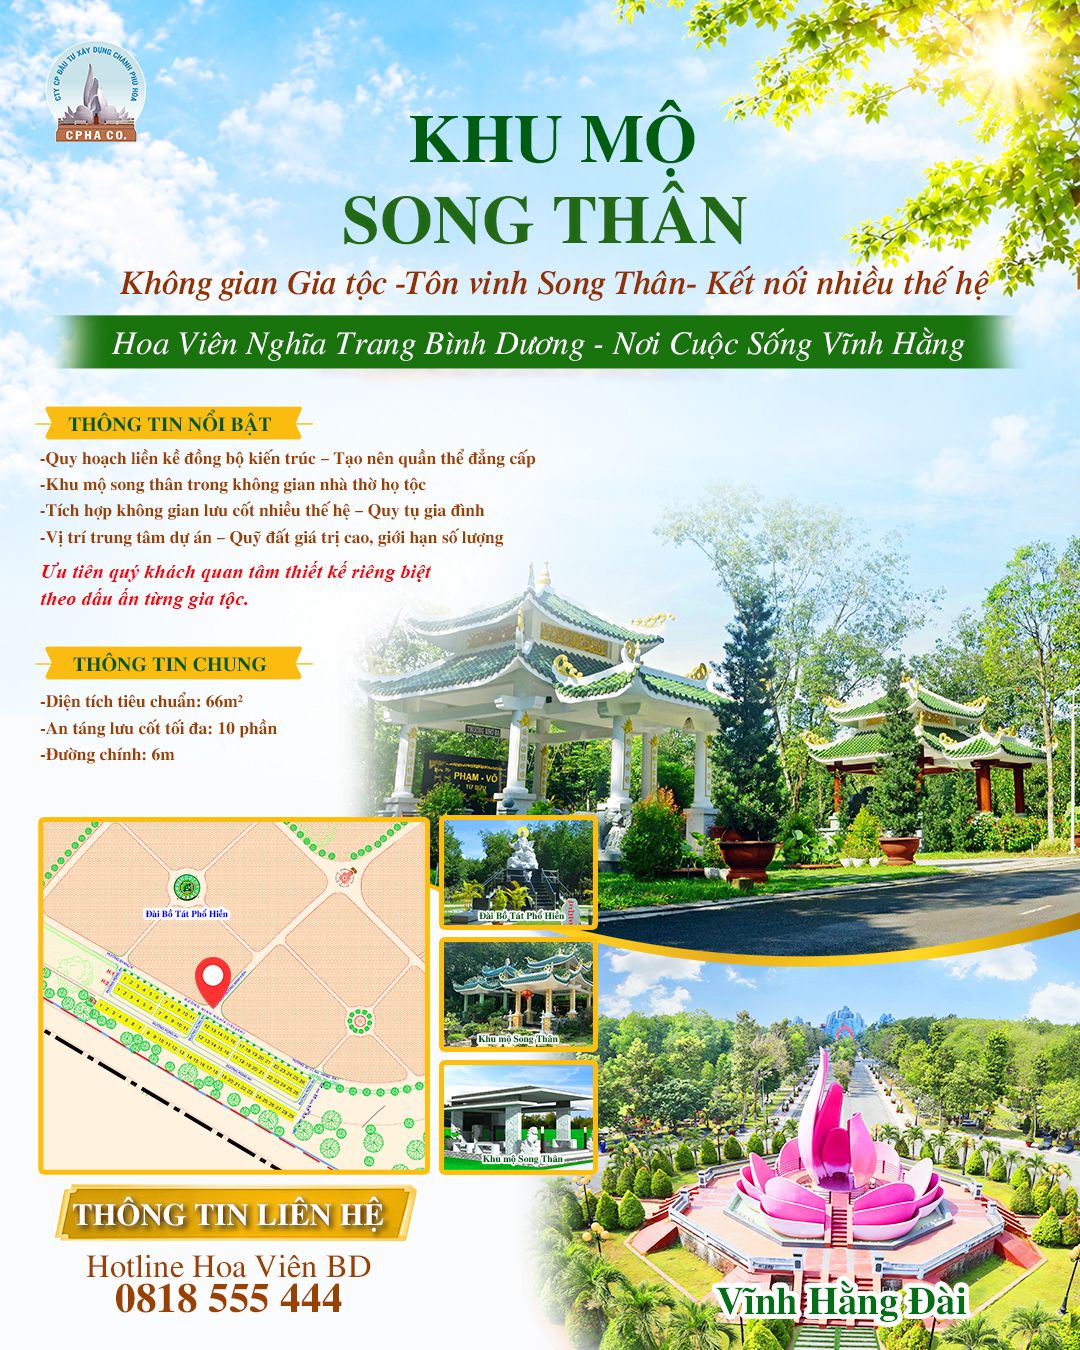 CTY CP ĐẦU TƯ XÂY DỰNG CHÁNH PHÚ HÒA
CPHA CO.
KHU MỘ
SONG THÂN
Không gian Gia tộc -Tôn vinh Song Thân- Kết nối nhiều thế hệ
Hoa Viên Nghĩa Trang Bình Dương - Nơi Cuộc Sống Vĩnh Hằng
THÔNG TIN NỔI BẬT
-Quy hoạch liền kề đồng bộ kiến trúc – Tạo nên quần thể đẳng cấp
-Khu mộ song thân trong không gian nhà thờ họ tộc
-Tích hợp không gian lưu cốt nhiều thế hệ – Quy tụ gia đình
-Vị trí trung tâm dự án – Quỹ đất giá trị cao, giới hạn số lượng
Ưu tiên quý khách quan tâm thiết kế riêng biệt
theo dấu ấn từng gia tộc.
THÔNG TIN CHUNG
-Diện tích tiêu chuẩn: 66m²
-An táng lưu cốt tối đa: 10 phần
-Đường chính: 6m
PHẠM - VÕ
Đài Bồ Tát Phổ Hiền
Đài Bồ Tát Phổ Hiền
Khu mộ Song Thân
Khu mộ Song Thân
THÔNG TIN LIÊN HỆ
Hotline Hoa Viên BD
0818 555 444
Vĩnh Hằng Đài